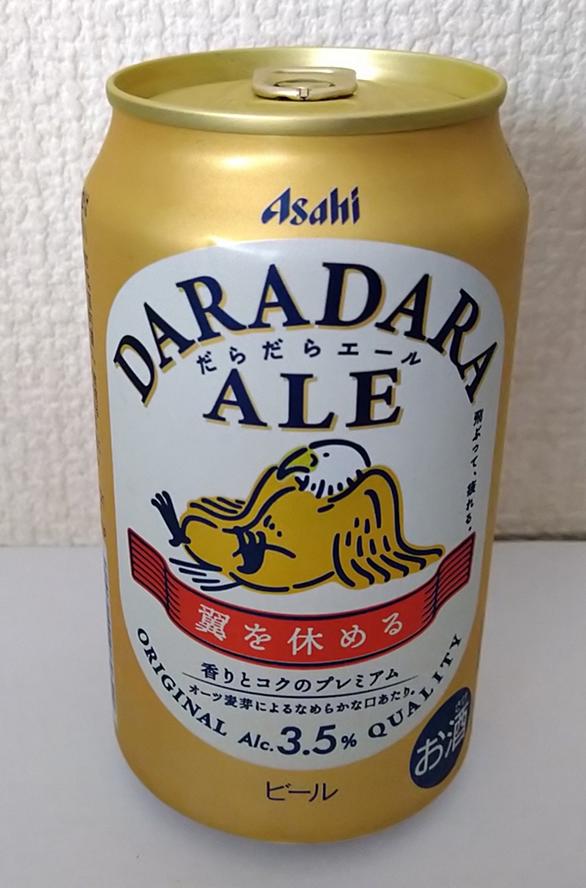 Asahi
DARADARA
だらだらエール
ALE
飛ぶって、疲れる。
翼を休める
香りとコクのプレミアム
オーツ麦芽によるなめらかな口あたり。
ORIGINAL QUALITY
Alc.3.5%
お酒
ビール